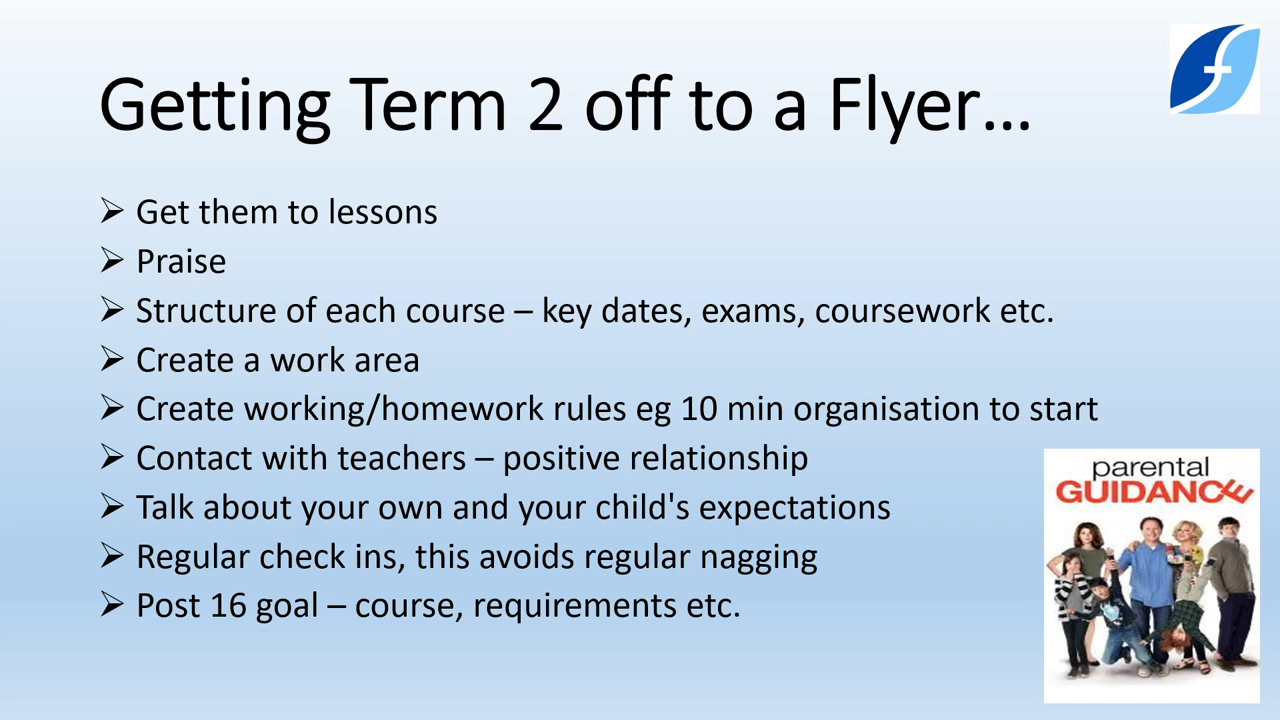 Getting Term 2 off to a Flyer...
➢ Get them to lessons
➢ Praise
➢ Structure of each course – key dates, exams, coursework etc.
➢ Create a work area
➢ Create working/homework rules eg 10 min organisation to start
➢ Contact with teachers – positive relationship
➢ Talk about your own and your child's expectations
➢ Regular check ins, this avoids regular nagging
➢ Post 16 goal – course, requirements etc.
parental
GUIDANCE